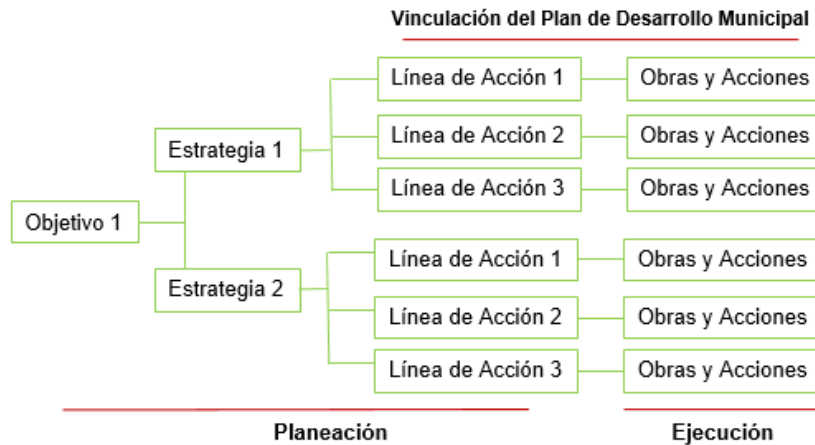 Vinculación del Plan de Desarrollo Municipal
Línea de Acción 1
Obras y Acciones
Línea de Acción 2
Obras y Acciones
Estrategia 1
Línea de Acción 3
Obras y Acciones
Objetivo 1
Línea de Acción 1
Obras y Acciones
Estrategia 2
Línea de Acción 2
Obras y Acciones
Línea de Acción 3
Obras y Acciones
Planeación
Ejecución